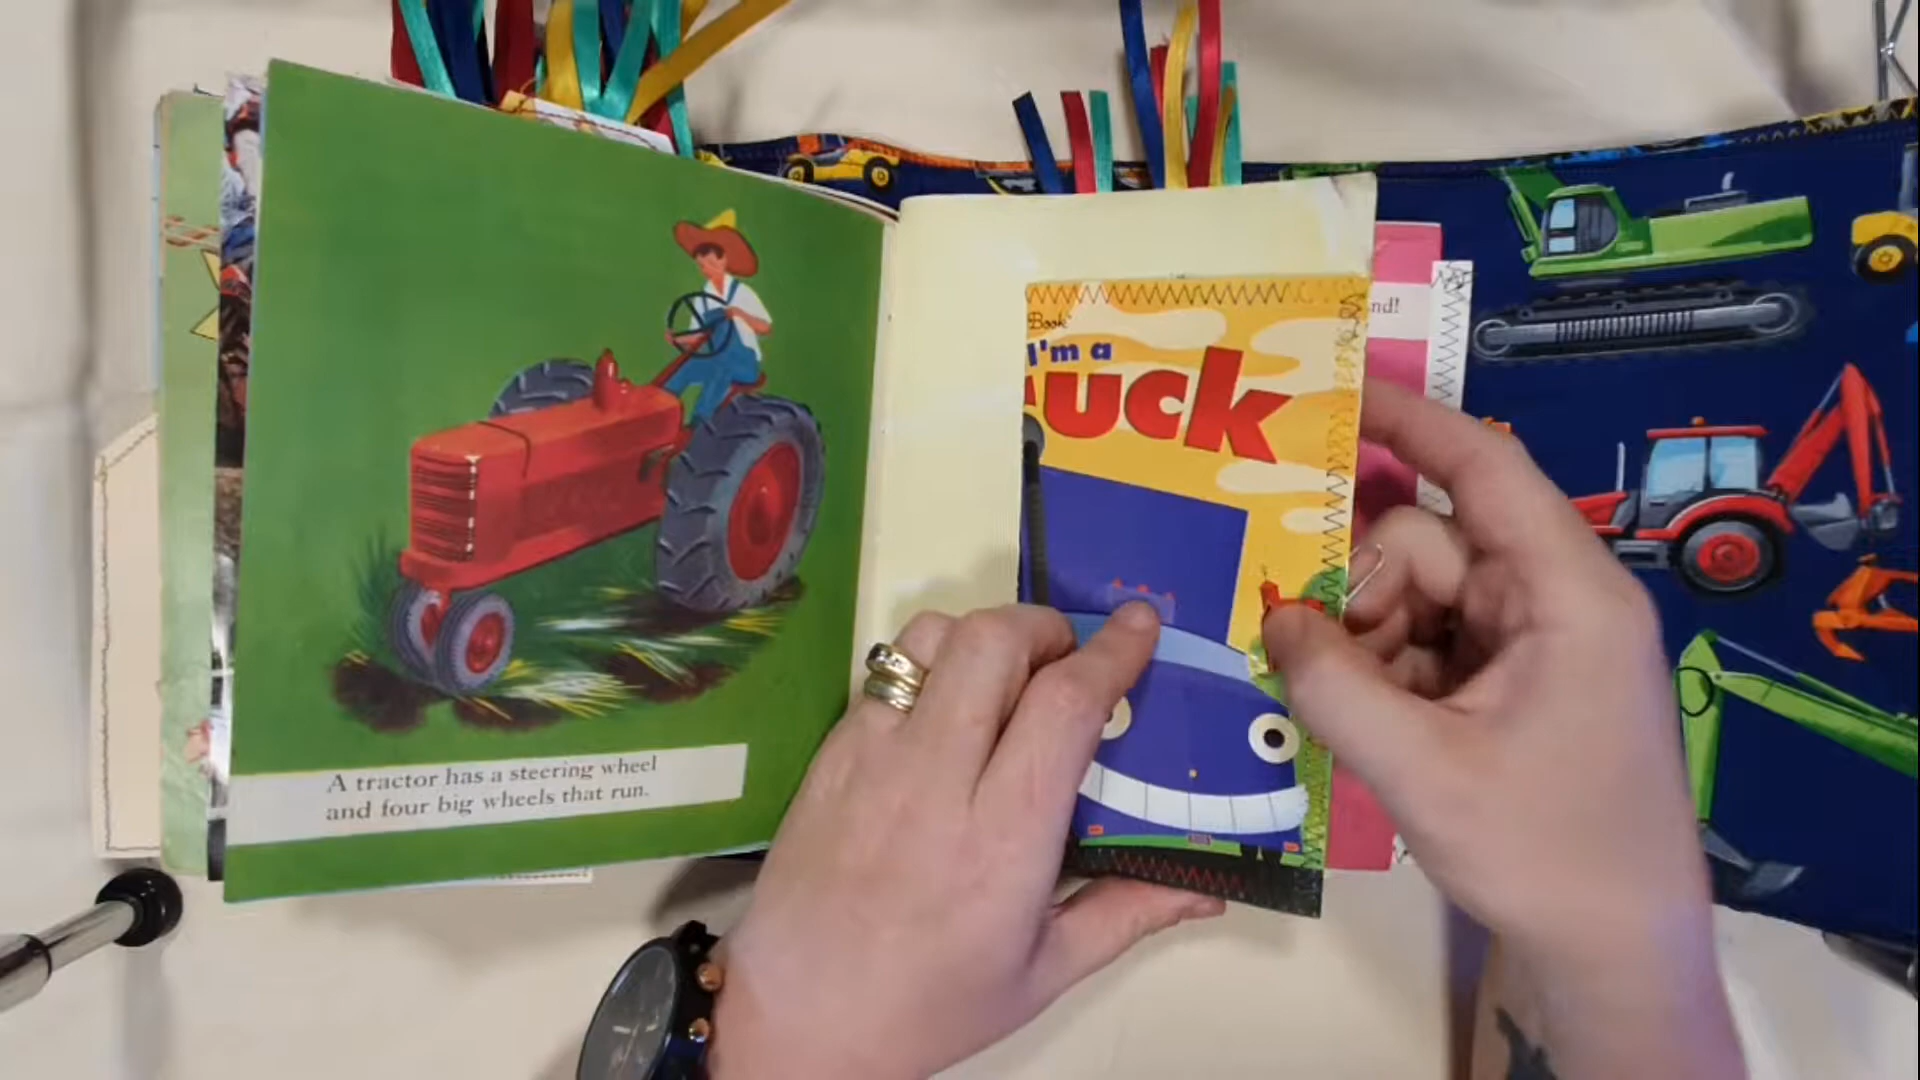 A tractor has a steering wheel
and four big wheels that run.
Book
I'm a
uck
nd!